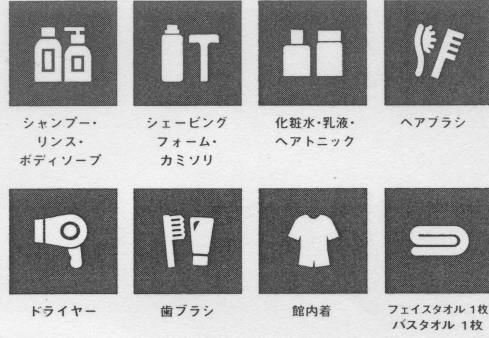 シャンプー・
リンス・
ボディソープ
シェービング
フォーム・
カミソリ
化粧水・乳液・
ヘアトニック
ヘアブラシ
ドライヤー
歯ブラシ
館内着
フェイスタオル 1枚
バスタオル 1枚